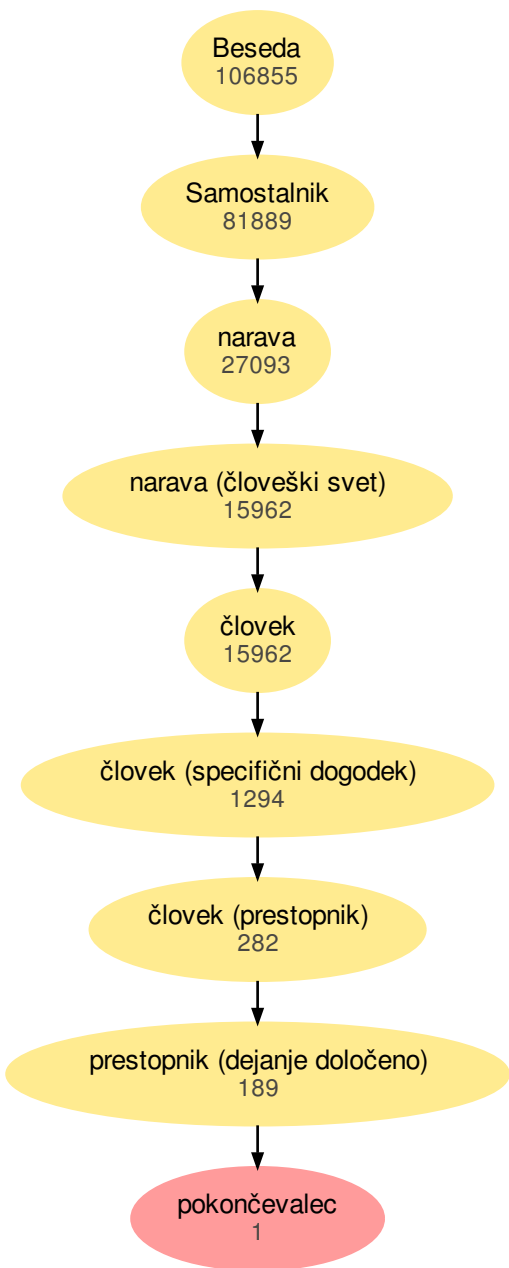 Beseda
106855
Samostalnik
81889
narava
27093
narava (človeški svet)
15962
človek
15962
človek (specifični dogodek)
1294
človek (prestopnik)
282
prestopnik (dejanje določeno)
189
pokončevalec
1